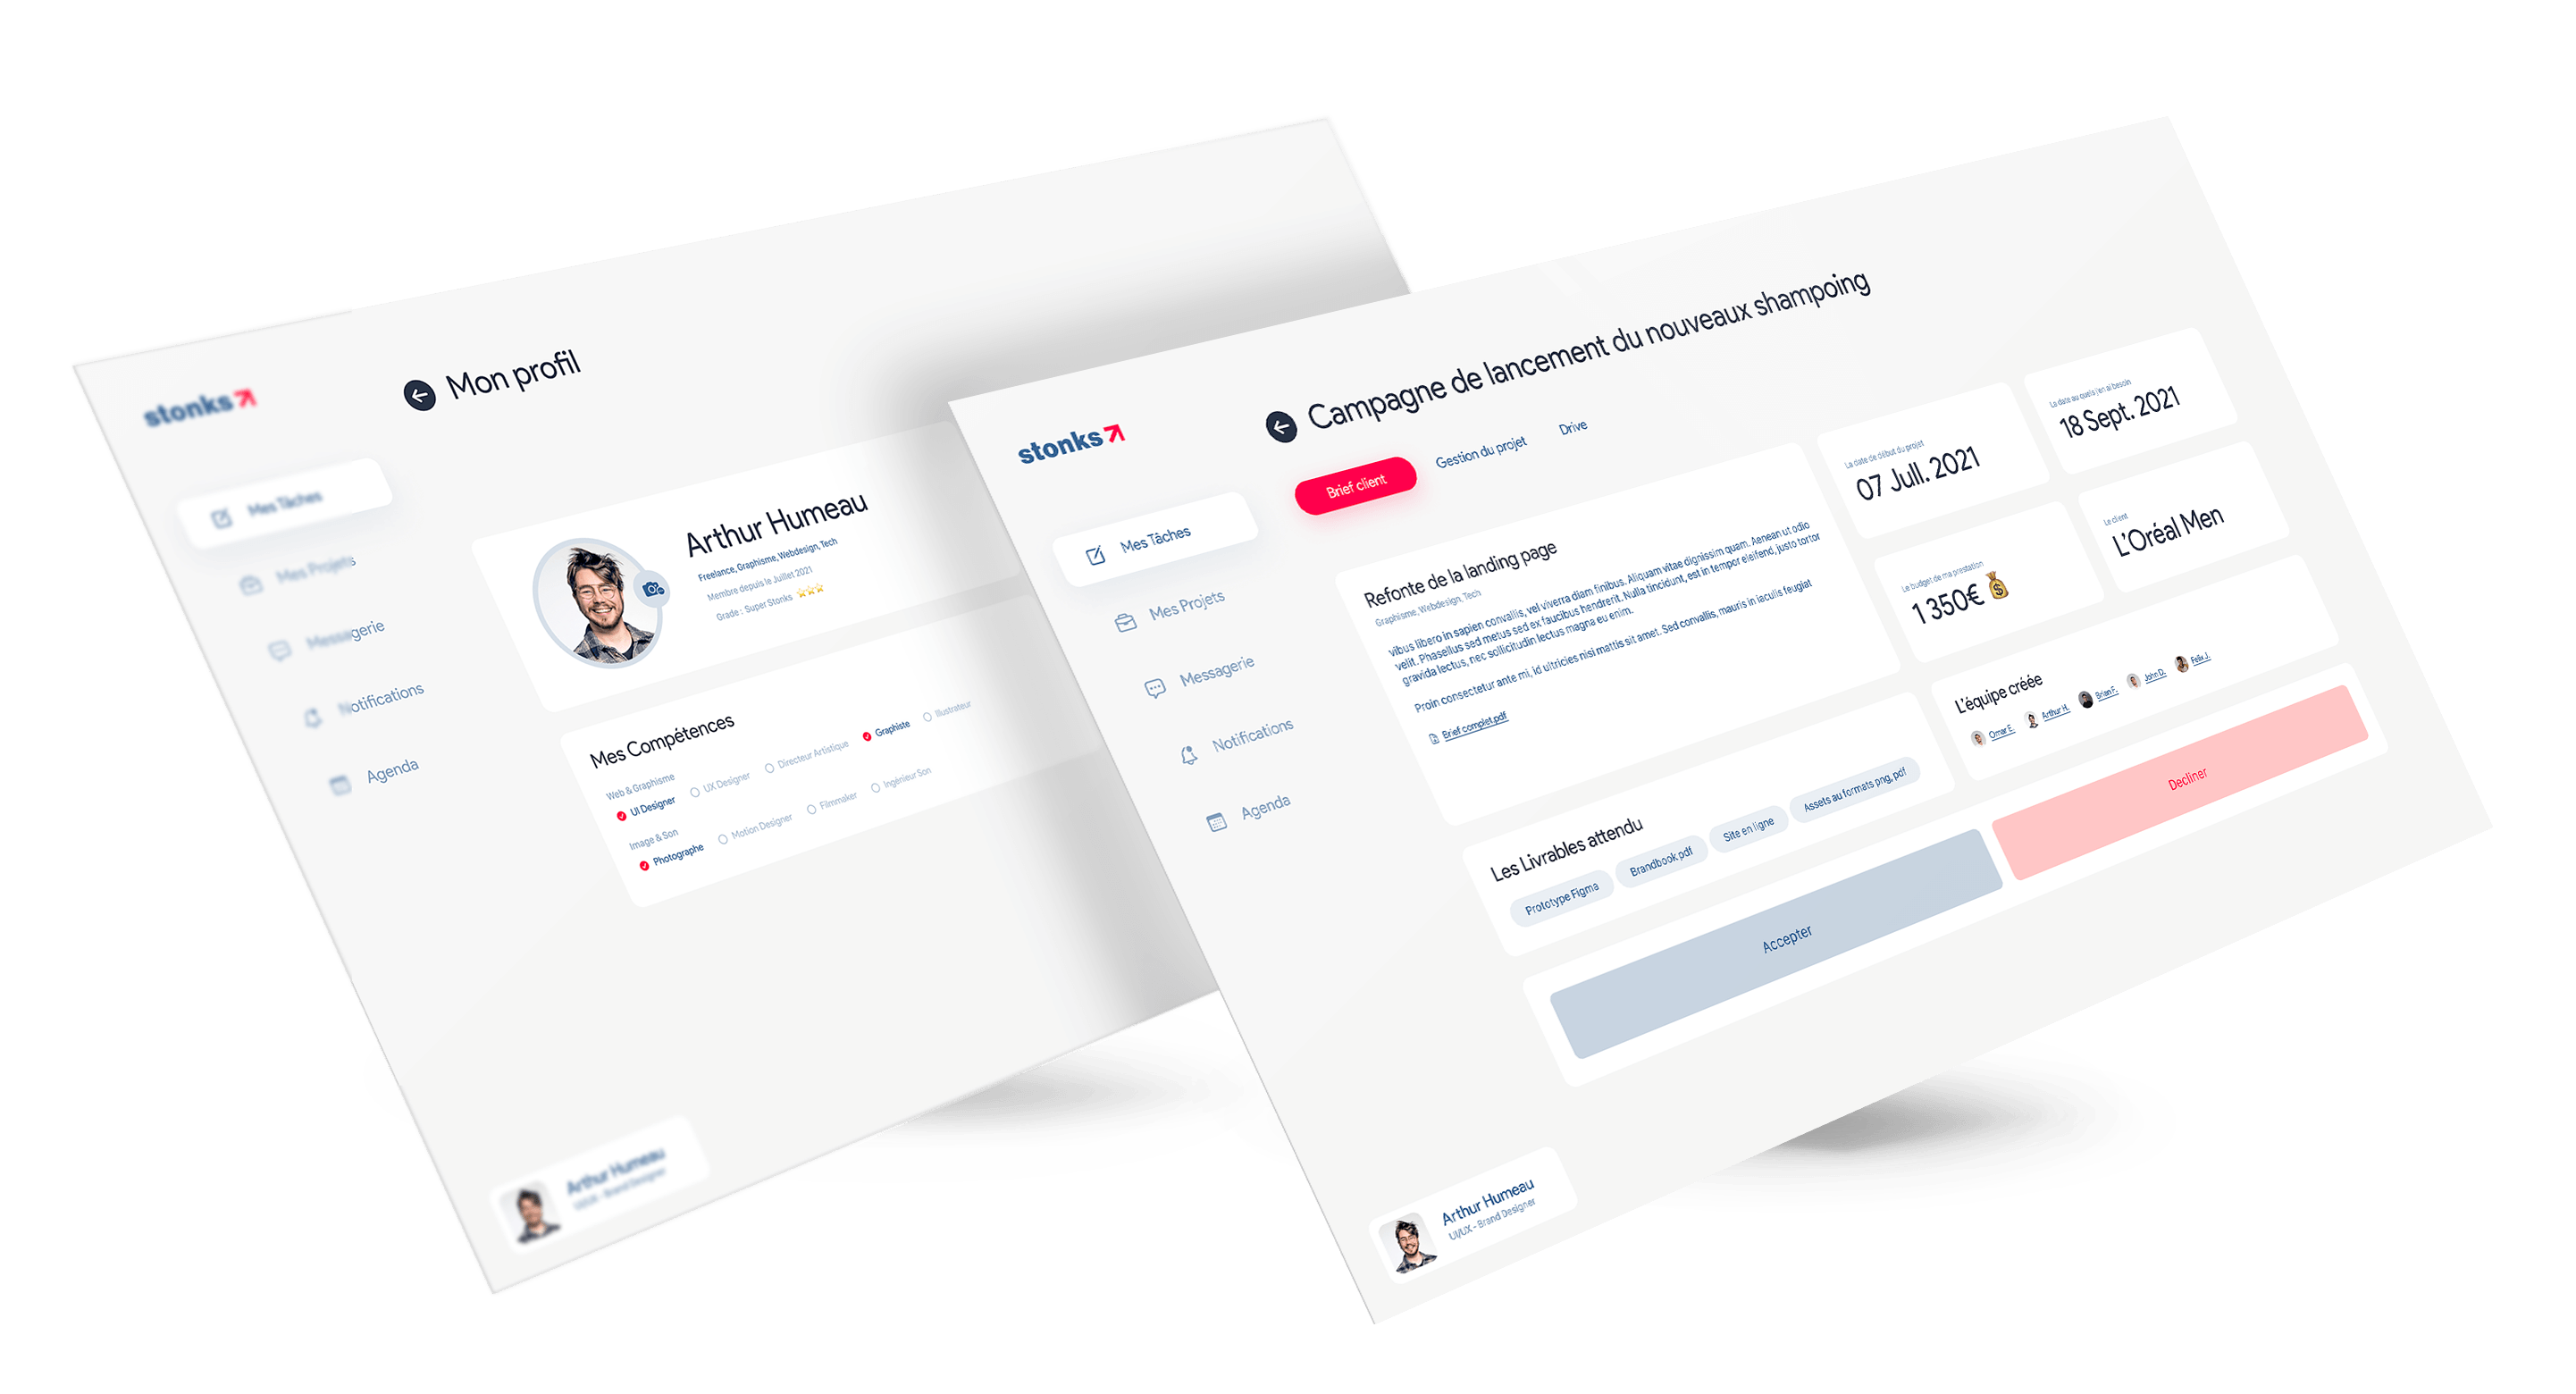 stonks
Mon profil
Mes Tâches
Mes Projets
Messagerie
Notifications
Agenda
Arthur Humeau
Freelance, Graphisme, Webdesign, Tech
Membre depuis le Juillet 2021
Grade : Super Stonks
Mes Compétences
Web & Graphisme
UI Designer
UX Designer
Directeur Artistique
Graphiste
Illustrateur
Image & Son
Photographe
Motion Designer
Filmmaker
Ingénieur Son
Arthur Humeau
UI/UX - Brand Designer
stonks
Campagne de lancement du nouveaux shampoing
Brief client
Gestion du projet
Drive
Mes Tâches
Mes Projets
Messagerie
Notifications
Agenda
Refonte de la landing page
Graphisme, Webdesign, Tech
vibus libero in sapien convallis, vel viverra diam finibus. Aliquam vitae dignissim quam. Aenean ut odio
velit. Phasellus sed metus sed ex faucibus hendrerit. Nulla tincidunt, est in tempor eleifend, justo tortor
gravida lectus, nec sollicitudin lectus magna eu enim.
Proin consectetur ante mi, id ultricies nisi mattis sit amet. Sed convallis, mauris in iaculis feugiat
Brief complet.pdf
La date de début du projet
07 Juil. 2021
La date au quels j'en ai besoin
18 Sept. 2021
Le budget de ma prestation
1 350€
Le client
L'Oréal Men
L'équipe créée
Omar E.
Arthur H.
Brian F.
John D.
Felix J.
Les Livrables attendu
Prototype Figma
Brandbook.pdf
Site en ligne
Assets au formats png, pdf
Accepter
Decliner
Arthur Humeau
UI/UX - Brand Designer